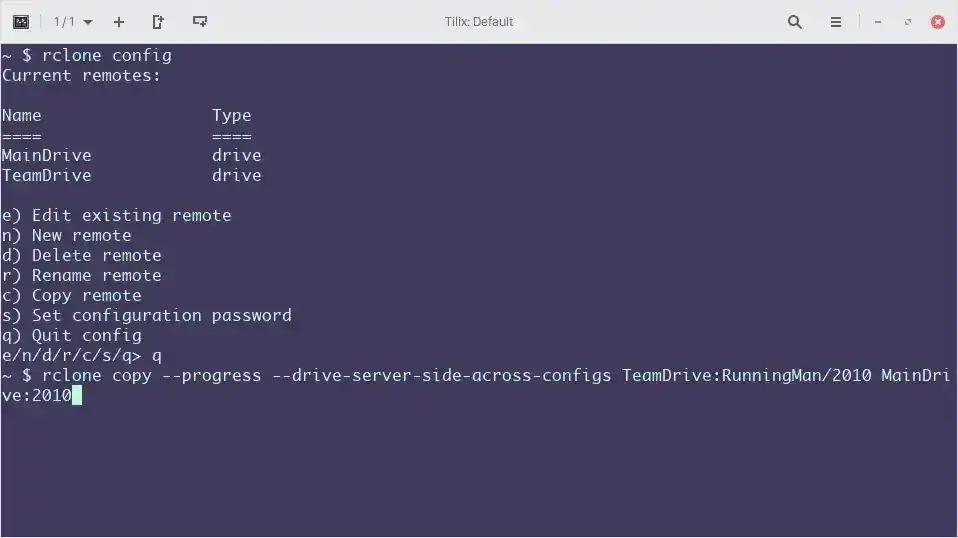 1/1
Tilix: Default
~ $ rclone config
Current remotes:
Name Type
==== ====
MainDrive drive
TeamDrive drive
e) Edit existing remote
n) New remote
d) Delete remote
r) Rename remote
c) Copy remote
s) Set configuration password
q) Quit config
e/n/d/r/c/s/q> q
~ $ rclone copy --progress --drive-server-side-across-configs TeamDrive:RunningMan/2010 MainDri
ve:2010